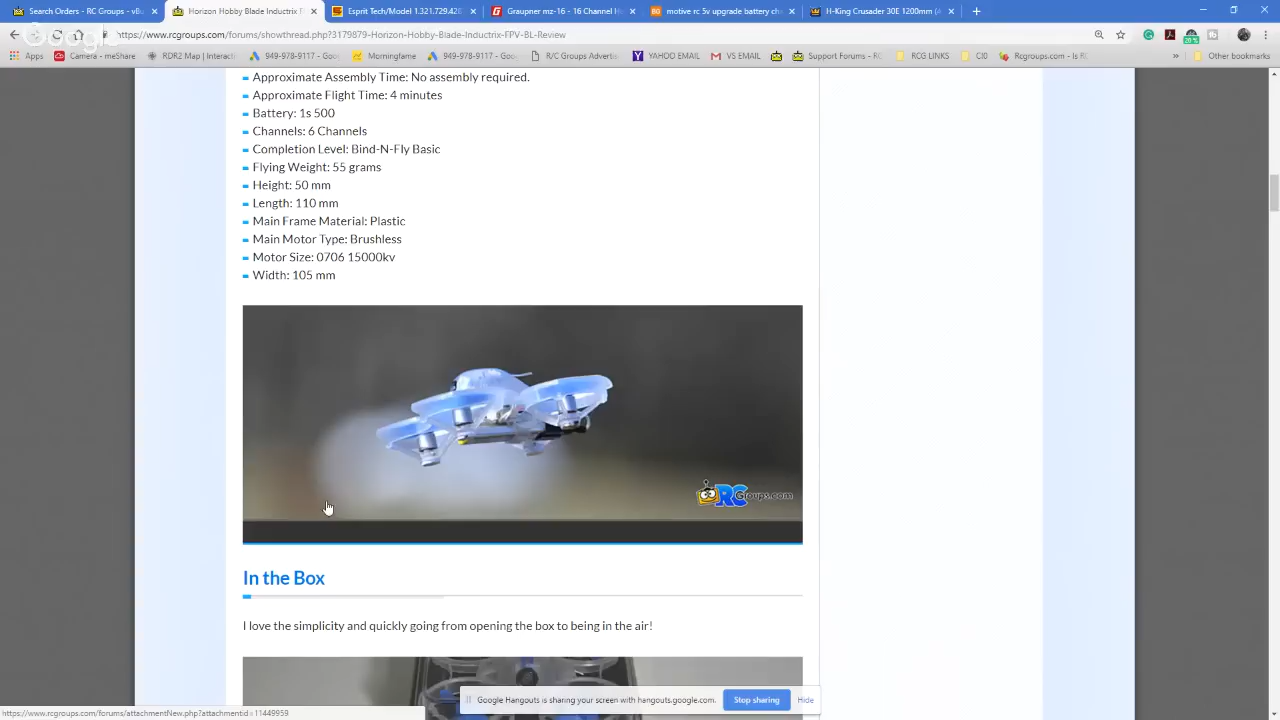 Search Orders - RC Groups - vBu
Horizon Hobby Blade Inductrix F
Esprit Tech/Model 1.321.729.428
Graupner mz-16 - 16 Channel He
motive rc 5v upgrade battery ch
H-King Crusader 30E 1200mm (
https://www.rcgroups.com/forums/showthread.php?3179879-Horizon-Hobby-Blade-Inductrix-FPV-BL-Review
Google
Apps
Camera - meShare
RDR2 Map | Interact
949-978-9117 - Goo
Morningfame
949-978-9117 - Goo
R/C Groups Advertis
YAHOO EMAIL
VS EMAIL
Support Forums - RC
RCG LINKS
C10
Rcgroups.com - Is RC
Other bookmarks
Approximate Assembly Time: No assembly required.
Approximate Flight Time: 4 minutes
Battery: 1s 500
Channels: 6 Channels
Completion Level: Bind-N-Fly Basic
Flying Weight: 55 grams
Height: 50 mm
Length: 110 mm
Main Frame Material: Plastic
Main Motor Type: Brushless
Motor Size: 0706 15000kv
Width: 105 mm
RCGroups.com
In the Box
I love the simplicity and quickly going from opening the box to being in the air!
Google Hangouts is sharing your screen with hangouts.google.com.
Stop sharing
Hide
https://www.rcgroups.com/forums/attachmentNew.php?attachmentid=11449959